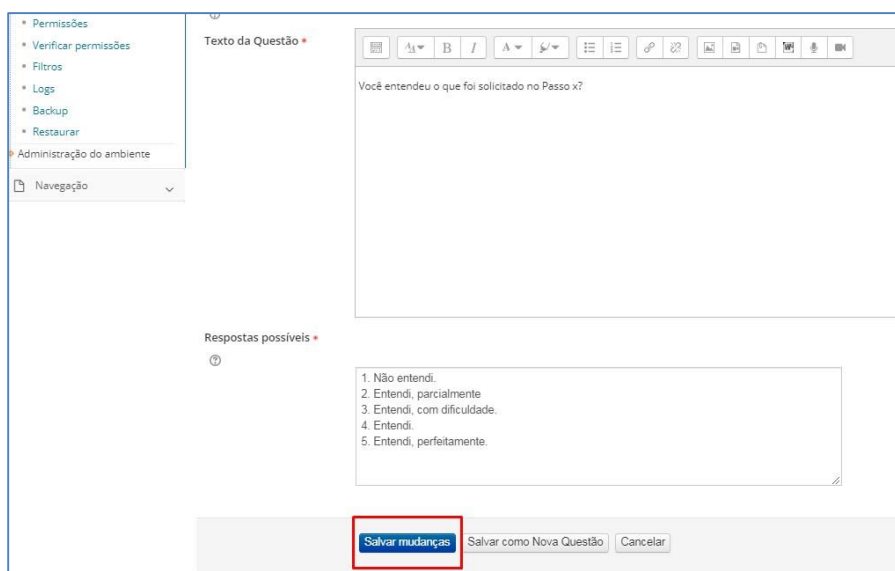 Permissões
Verificar permissões
Filtros
Logs
Backup
Restaurar
Administração do ambiente
Navegação
Texto da Questão *
Você entendeu o que foi solicitado no Passo x?
Respostas possíveis *
1. Não entendi.
2. Entendi, parcialmente
3. Entendi, com dificuldade.
4. Entendi.
5. Entendi, perfeitamente.
Salvar mudanças Salvar como Nova Questão Cancelar